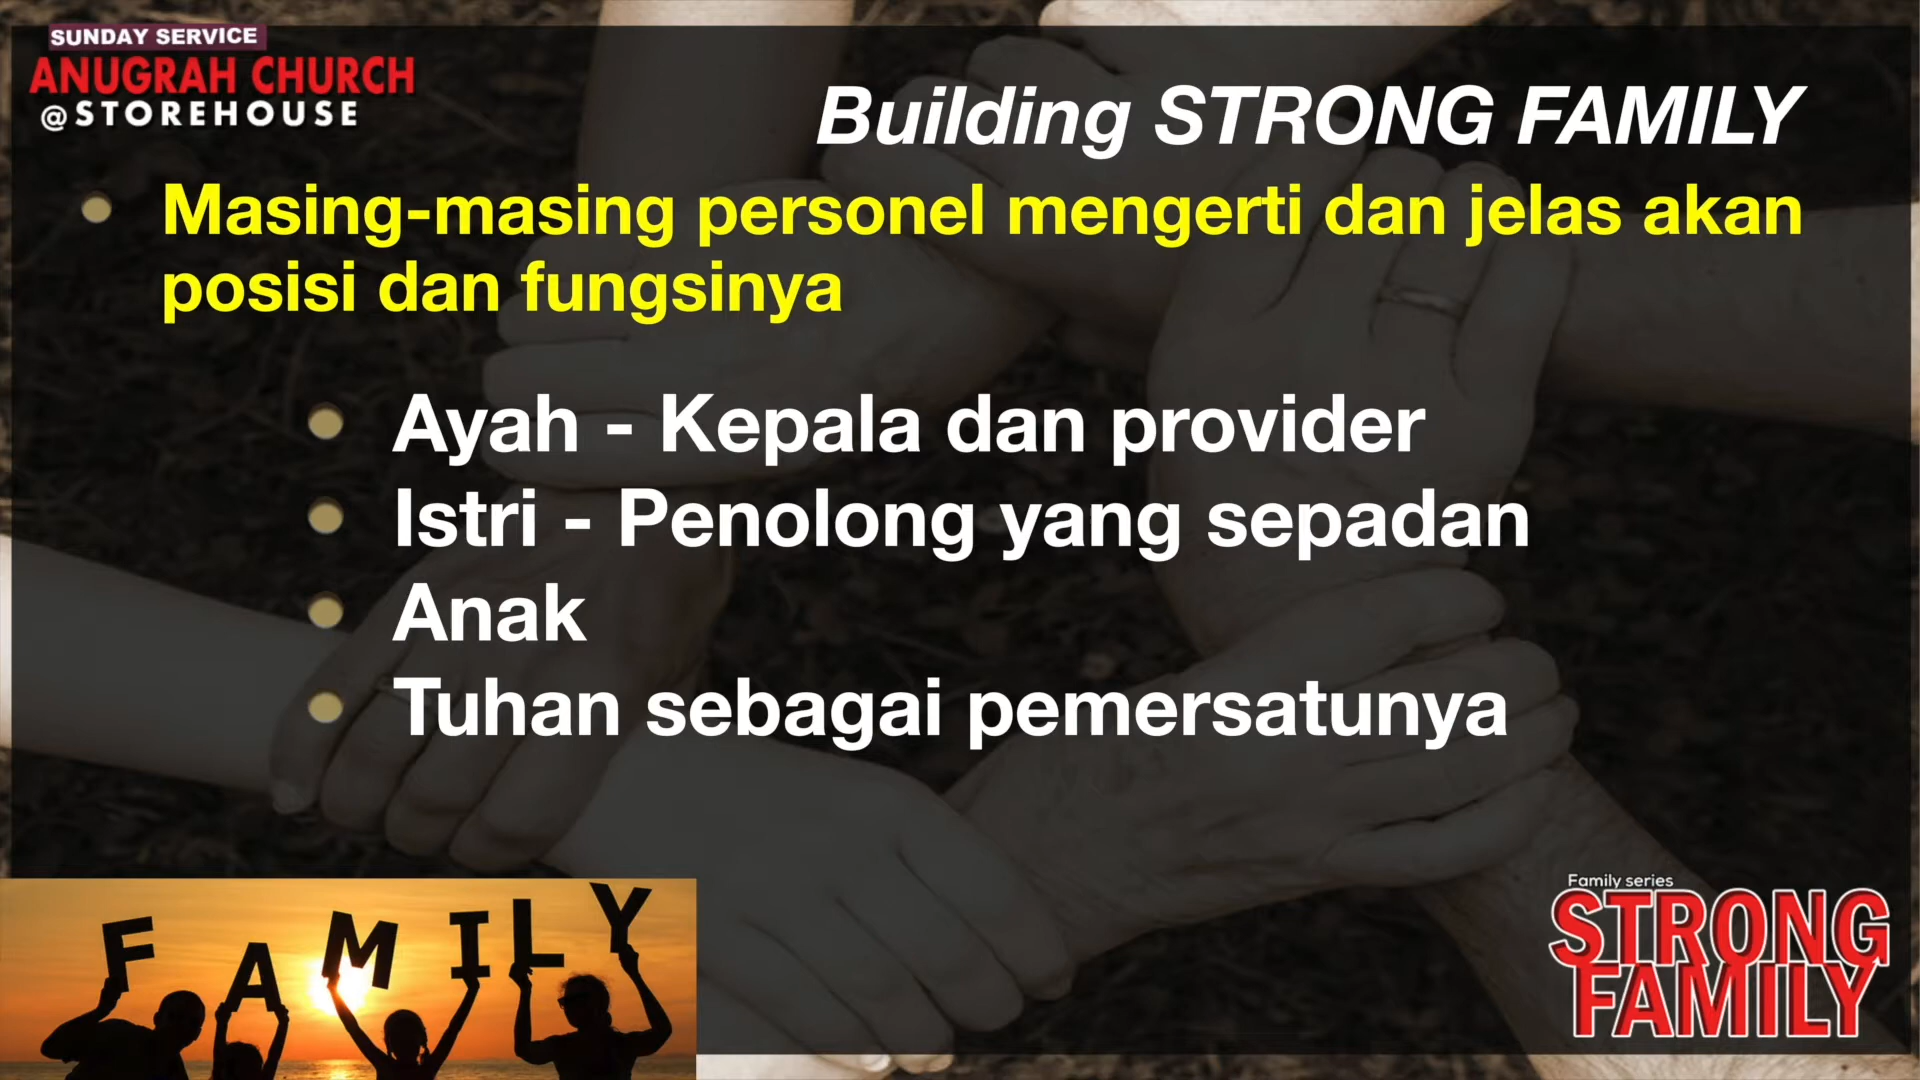 SUNDAY SERVICE
ANUGRAH CHURCH
@STOREHOUSE
Building STRONG FAMILY
• Masing-masing personel mengerti dan jelas akan
posisi dan fungsinya
• Ayah - Kepala dan provider
• Istri - Penolong yang sepadan
• Anak
• Tuhan sebagai pemersatunya
FAMILY
Family series
STRONG
FAMILY